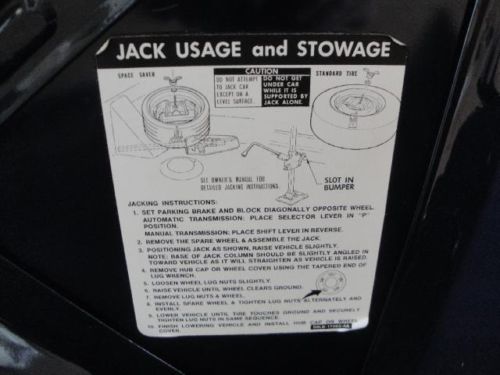 JACK USAGE and STOWAGE
SPACE SAVER
CAUTION
STANDARD TIRE
DO NOT ATTEMPT
TO JACK CAR
EXCEPT ON A
LEVEL SURFACE.
DO NOT GET
UNDER CAR
WHILE IT IS
SUPPORTED BY
JACK ALONE.
SEE OWNER'S MANUAL FOR
DETAILED JACKING INSTRUCTIONS.
SLOT IN
BUMPER
JACKING INSTRUCTIONS:
1. SET PARKING BRAKE AND BLOCK DIAGONALLY OPPOSITE WHEEL.
AUTOMATIC TRANSMISSION: PLACE SELECTOR LEVER IN "P"
POSITION.
MANUAL TRANSMISSION: PLACE SHIFT LEVER IN REVERSE.
2. REMOVE THE SPARE WHEEL & ASSEMBLE THE JACK.
3. POSITIONING JACK AS SHOWN, RAISE VEHICLE SLIGHTLY.
NOTE: BASE OF JACK COLUMN SHOULD BE SLIGHTLY ANGLED IN
TOWARD VEHICLE AS IT WILL STRAIGHTEN AS VEHICLE IS RAISED.
4. REMOVE HUB CAP OR WHEEL COVER USING THE TAPERED END OF
LUG WRENCH.
5. LOOSEN WHEEL LUG NUTS SLIGHTLY.
6. RAISE VEHICLE UNTIL WHEEL CLEARS GROUND.
7. REMOVE LUG NUTS & WHEEL.
8. INSTALL SPARE WHEEL & TIGHTEN LUG NUTS ALTERNATELY AND
EVENLY.
9. LOWER VEHICLE UNTIL TIRE TOUCHES GROUND AND SECURELY
TIGHTEN LUG NUTS IN SAME SEQUENCE.
10. FINISH LOWERING VEHICLE AND INSTALL HUB CAP OR WHEEL
COVER.